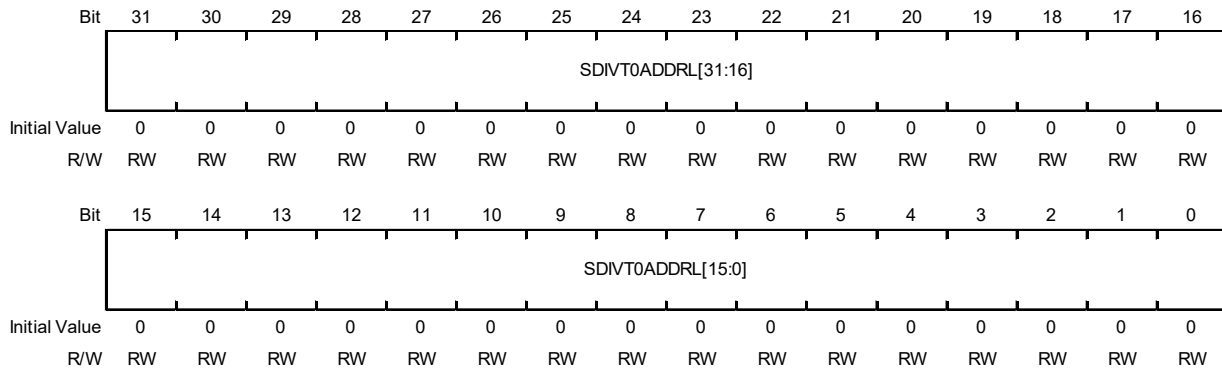 Bit 31 30 29 28 27 26 25 24 23 22 21 20 19 18 17 16
SDIVT0ADDRL[31:16]
Initial Value 0 0 0 0 0 0 0 0 0 0 0 0 0 0 0 0
R/W RW RW RW RW RW RW RW RW RW RW RW RW RW RW RW RW
Bit 15 14 13 12 11 10 9 8 7 6 5 4 3 2 1 0
SDIVT0ADDRL[15:0]
Initial Value 0 0 0 0 0 0 0 0 0 0 0 0 0 0 0 0
R/W RW RW RW RW RW RW RW RW RW RW RW RW RW RW RW RW